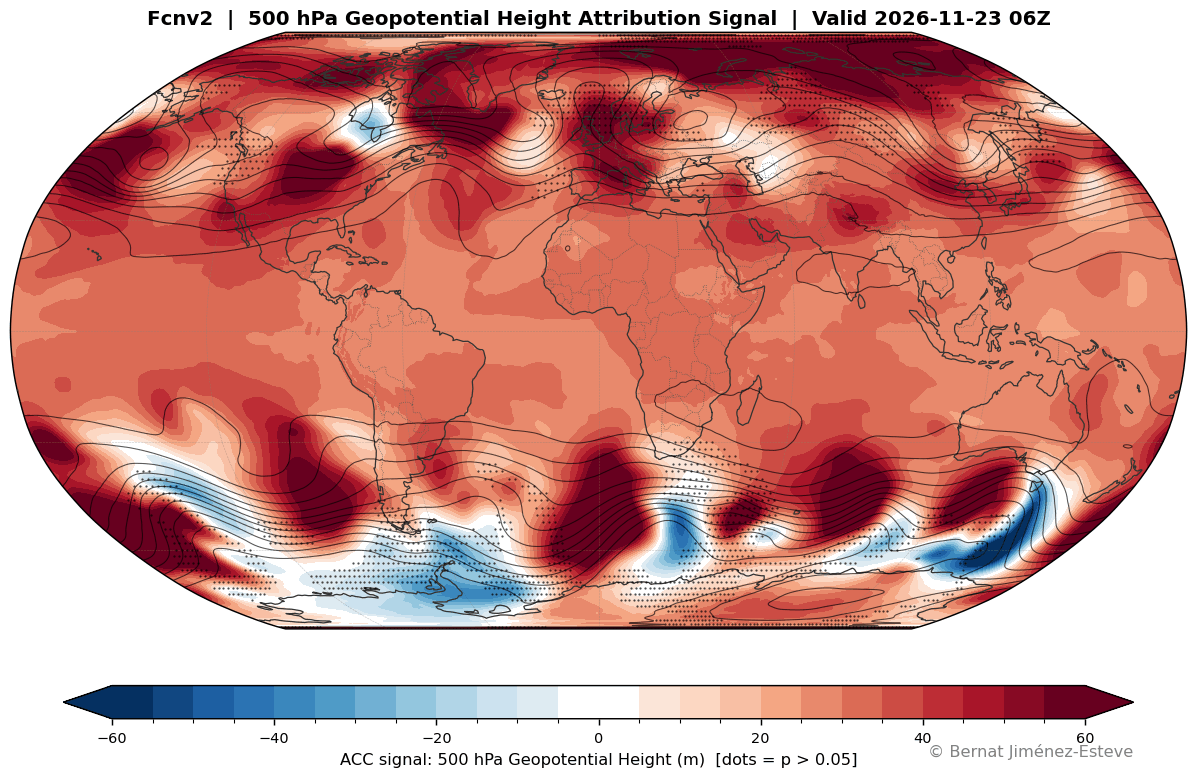 Fcnv2 | 500 hPa Geopotential Height Attribution Signal | Valid 2026-11-23 06Z
−60 −40 −20 0 20 40 60
ACC signal: 500 hPa Geopotential Height (m) [dots = p > 0.05]
© Bernat Jiménez-Esteve